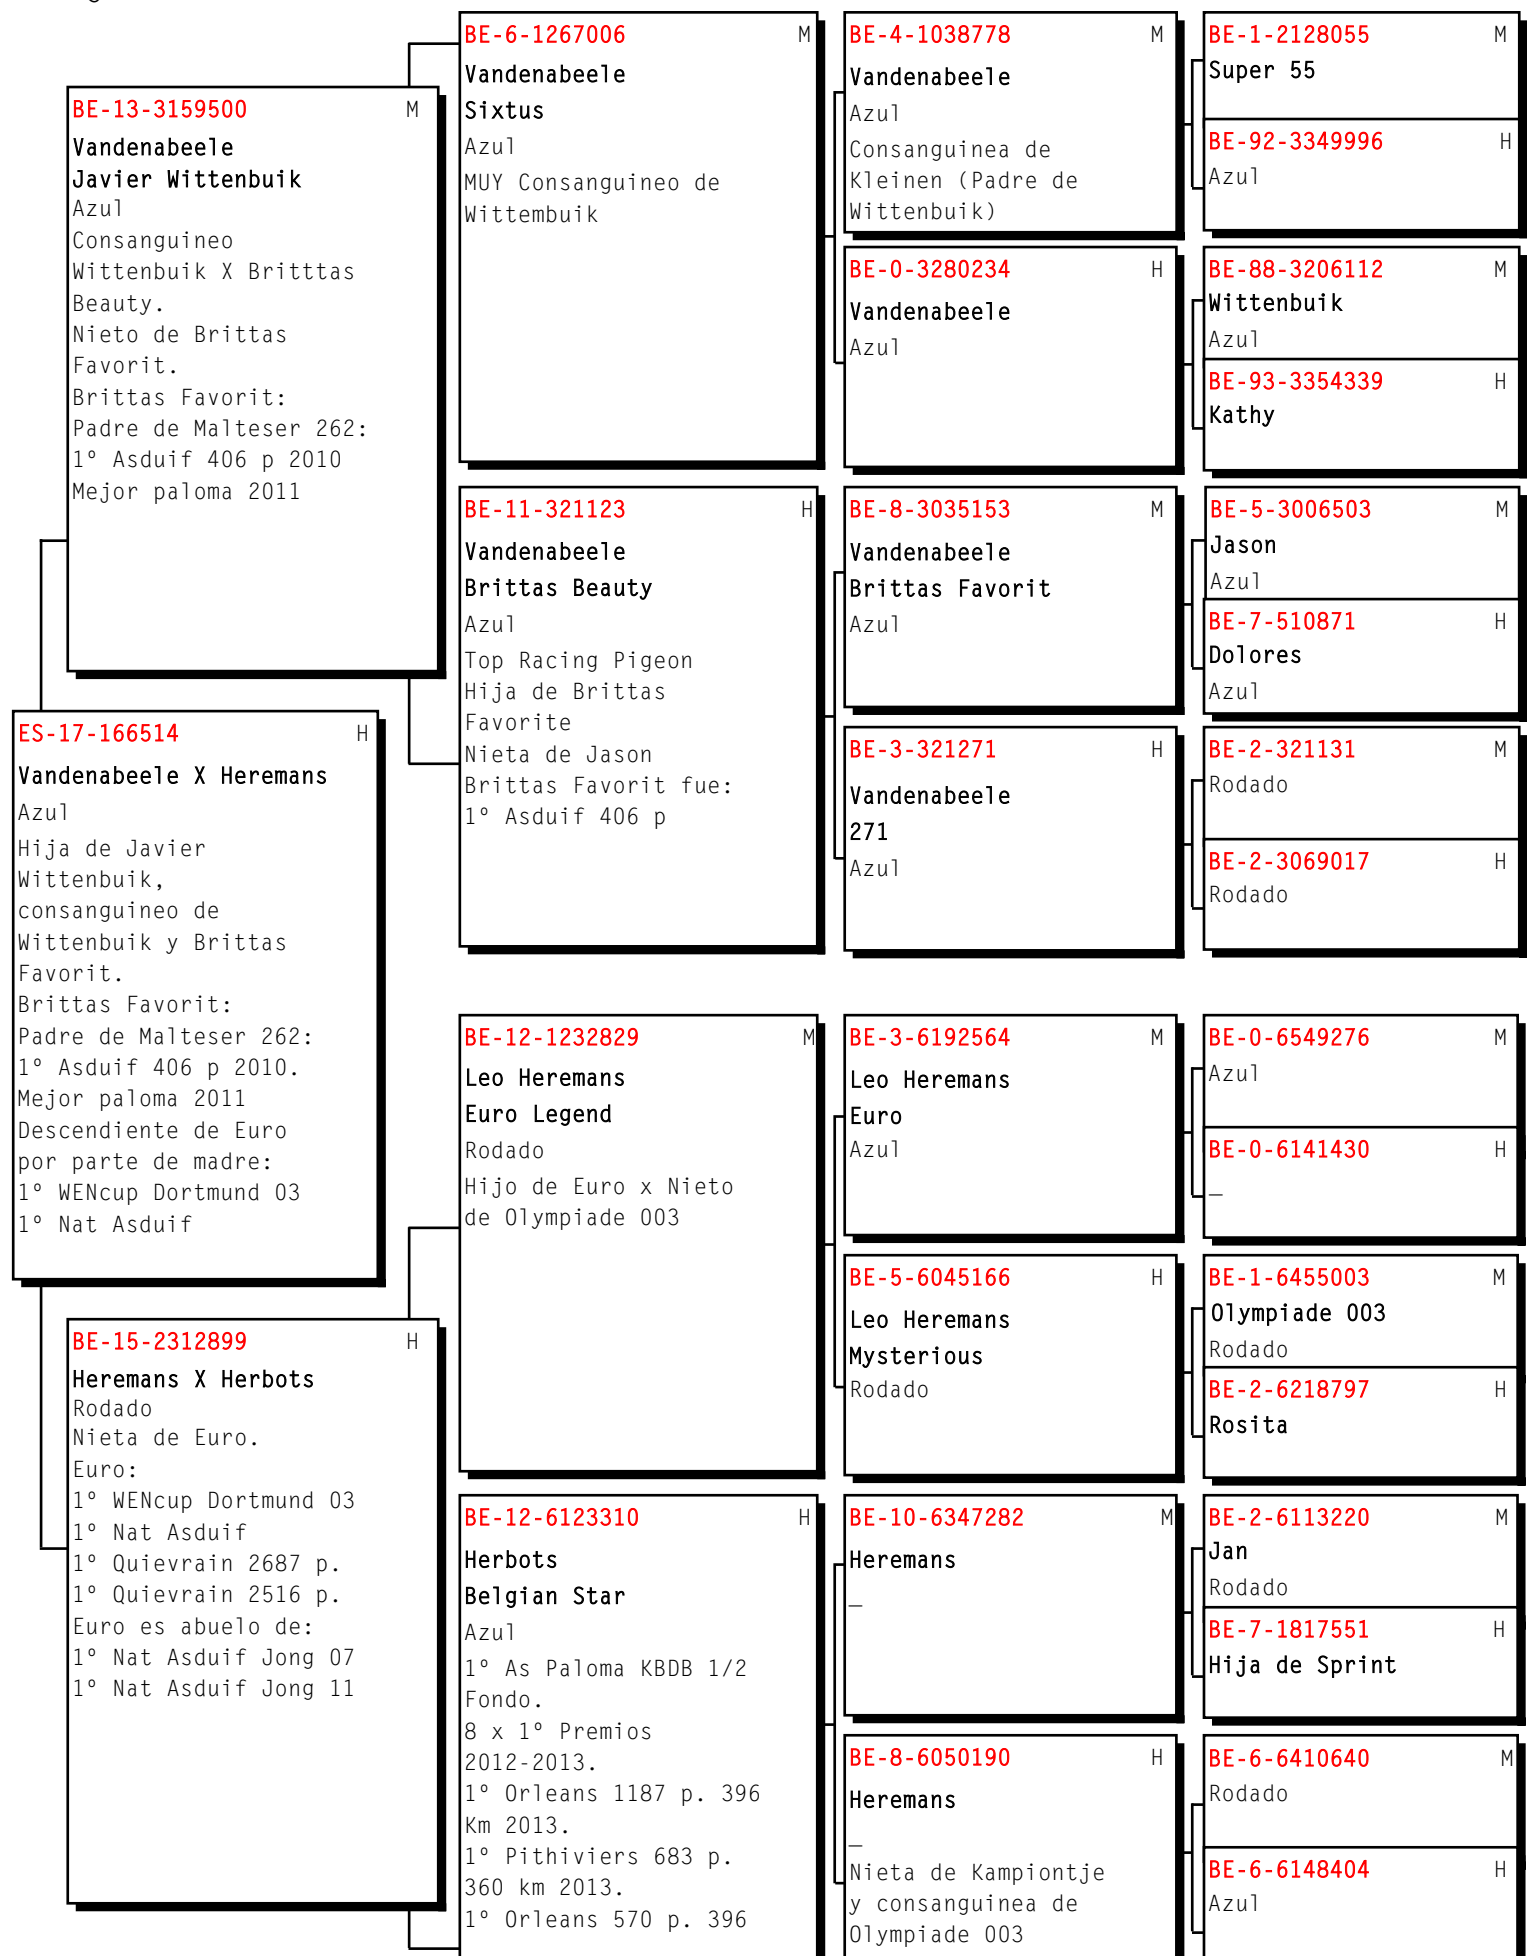 BE-13-3159500 M
Vandenabeele
Javier Wittenbuik
Azul
Consanguineo
Wittenbuik X Britttas
Beauty.
Nieto de Brittas
Favorit.
Brittas Favorit:
Padre de Malteser 262:
1º Asduif 406 p 2010
Mejor paloma 2011
ES-17-166514 H
Vandenabeele X Heremans
Azul
Hija de Javier
Wittenbuik,
consanguineo de
Wittenbuik y Brittas
Favorit.
Brittas Favorit:
Padre de Malteser 262:
1º Asduif 406 p 2010.
Mejor paloma 2011
Descendiente de Euro
por parte de madre:
1º WENcup Dortmund 03
1º Nat Asduif
BE-15-2312899 H
Heremans X Herbots
Rodado
Nieta de Euro.
Euro:
1º WENcup Dortmund 03
1º Nat Asduif
1º Quievrain 2687 p.
1º Quievrain 2516 p.
Euro es abuelo de:
1º Nat Asduif Jong 07
1º Nat Asduif Jong 11
BE-6-1267006 M
Vandenabeele
Sixtus
Azul
MUY Consanguineo de
Wittembuik
BE-11-321123 H
Vandenabeele
Brittas Beauty
Azul
Top Racing Pigeon
Hija de Brittas
Favorite
Nieta de Jason
Brittas Favorit fue:
1º Asduif 406 p
BE-12-1232829 M
Leo Heremans
Euro Legend
Rodado
Hijo de Euro x Nieto
de Olympiade 003
BE-12-6123310 H
Herbots
Belgian Star
Azul
1º As Paloma KBDB 1/2
Fondo.
8 x 1º Premios
2012-2013.
1º Orleans 1187 p. 396
Km 2013.
1º Pithiviers 683 p.
360 km 2013.
1º Orleans 570 p. 396
BE-4-1038778 M
Vandenabeele
Azul
Consanguinea de
Kleinen (Padre de
Wittenbuik)
BE-0-3280234 H
Vandenabeele
Azul
BE-8-3035153 M
Vandenabeele
Brittas Favorit
Azul
BE-3-321271 H
Vandenabeele
271
Azul
BE-3-6192564 M
Leo Heremans
Euro
Azul
BE-5-6045166 H
Leo Heremans
Mysterious
Rodado
BE-10-6347282 M
Heremans
_
BE-8-6050190 H
Heremans
_
Nieta de Kampiontje
y consanguinea de
Olympiade 003
BE-1-2128055 M
Super 55
BE-92-3349996 H
Azul
BE-88-3206112 M
Wittenbuik
Azul
BE-93-3354339 H
Kathy
BE-5-3006503 M
Jason
Azul
BE-7-510871 H
Dolores
Azul
BE-2-321131 M
Rodado
BE-2-3069017 H
Rodado
BE-0-6549276 M
Azul
BE-0-6141430 H
_
BE-1-6455003 M
Olympiade 003
Rodado
BE-2-6218797 H
Rosita
BE-2-6113220 M
Jan
Rodado
BE-7-1817551 H
Hija de Sprint
BE-6-6410640 M
Rodado
BE-6-6148404 H
Azul